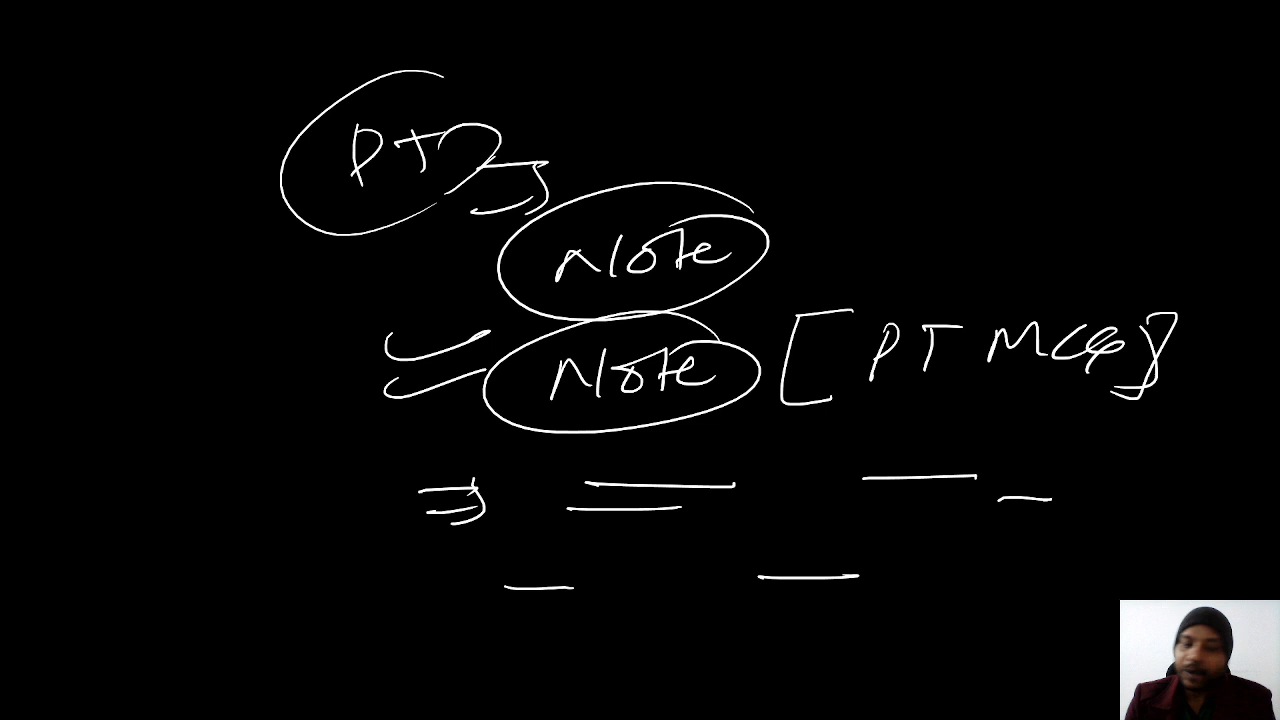 PT ⇒
Note
Note [PT MCQ]
⇒